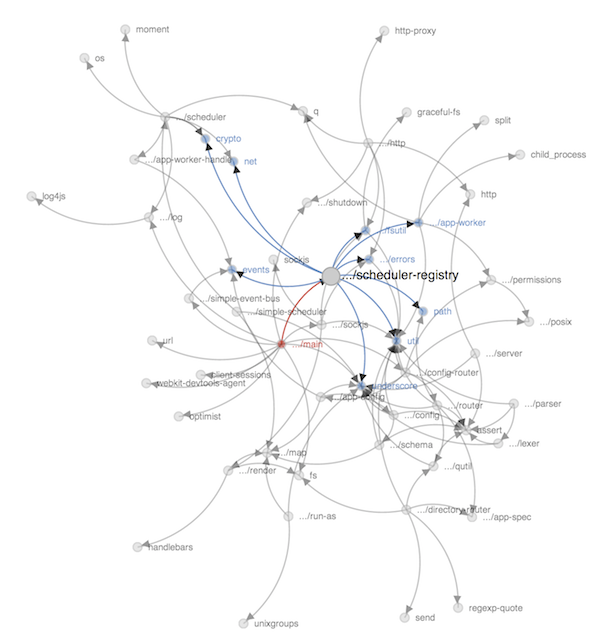 moment
http-proxy
os
q
graceful-fs
.../scheduler
.../http
split
crypto
child_process
.../app-worker-handle
net
log4js
http
.../shutdown
.../log
.../app-worker
.../rsutil
sockjs
.../errors
events
.../scheduler-registry
.../permissions
.../simple-event-bus
.../simple-scheduler
path
.../sockjs
.../posix
url
.../main
util
.../server
client-sessions
.../config-router
webkit-devtools-agent
underscore
.../app-config
.../router
.../parser
optimist
.../config
assert
.../schema
.../lexer
.../map
.../render
fs
.../qutil
.../run-as
.../directory-router
.../app-spec
handlebars
unixgroups
send
regexp-quote